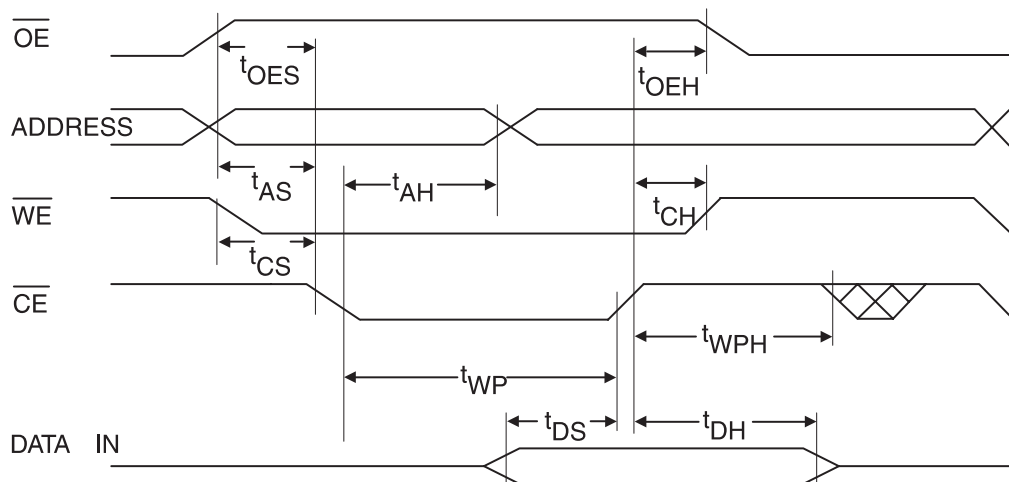 OE
tOES
tOEH
ADDRESS
tAS
tAH
WE
tCH
tCS
CE
tWPH
tWP
tDS
tDH
DATA IN